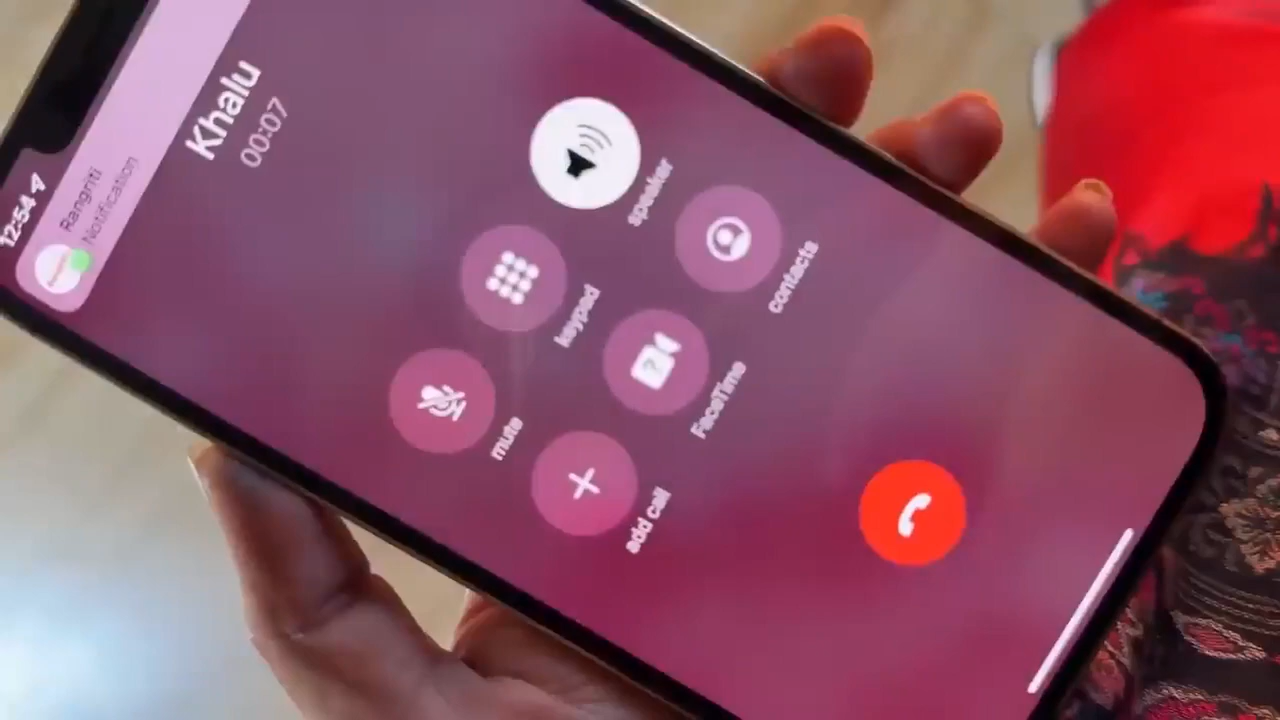 12:54
Rangriti
Notification
Khalu
00:07
mute
keypad
speaker
add call
FaceTime
contacts